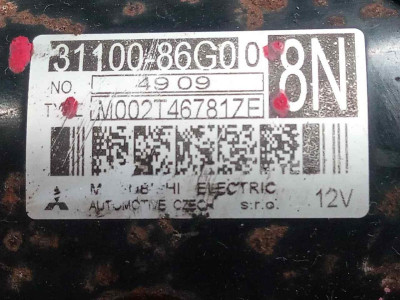 31100-86G00
8N
NO. 4909
TYPE M002T46781ZE
MITSUBISHI ELECTRIC
AUTOMOTIVE CZECH s.r.o.
12V